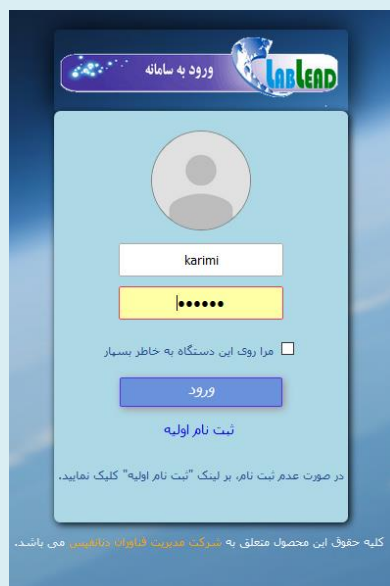 ورود به سامانه
LABLEAD
karimi
••••••
مرا روی این دستگاه به خاطر بسپار
ورود
ثبت نام اولیه
در صورت عدم ثبت نام، بر لینک "ثبت نام اولیه" کلیک نمایید.
کلیه حقوق این محصول متعلق به شرکت مدیریت فناوران دنانفیس می باشد.